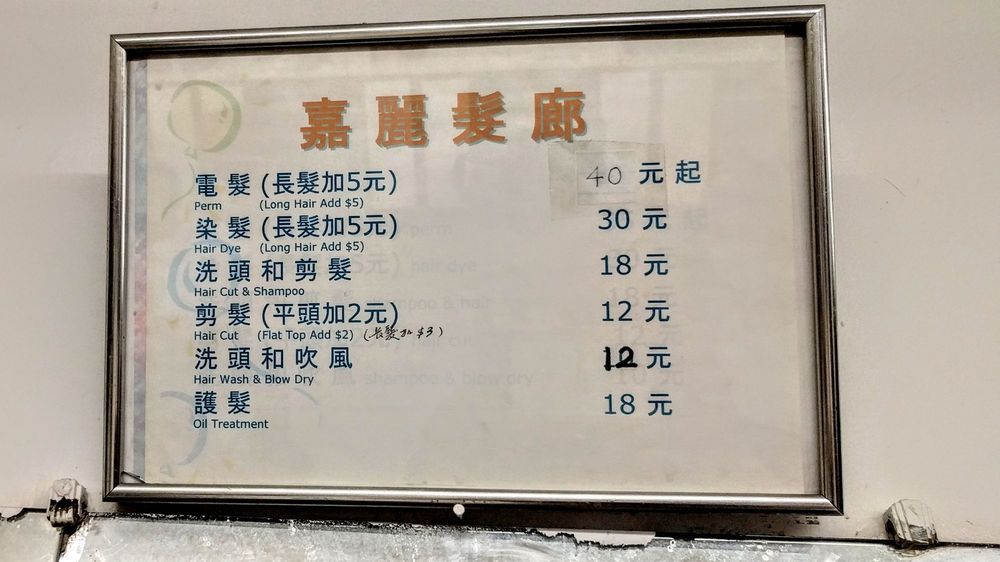 嘉麗髮廊
電髮 (長髮加5元) 40 元 起
Perm (Long Hair Add $5)
染髮 (長髮加5元) 30 元
Hair Dye (Long Hair Add $5)
洗頭和剪髮 18 元
Hair Cut & Shampoo
剪髮 (平頭加2元) 12 元
Hair Cut (Flat Top Add $2) (長髮加 $3)
洗頭和吹風 12 元
Hair Wash & Blow Dry
護髮 18 元
Oil Treatment